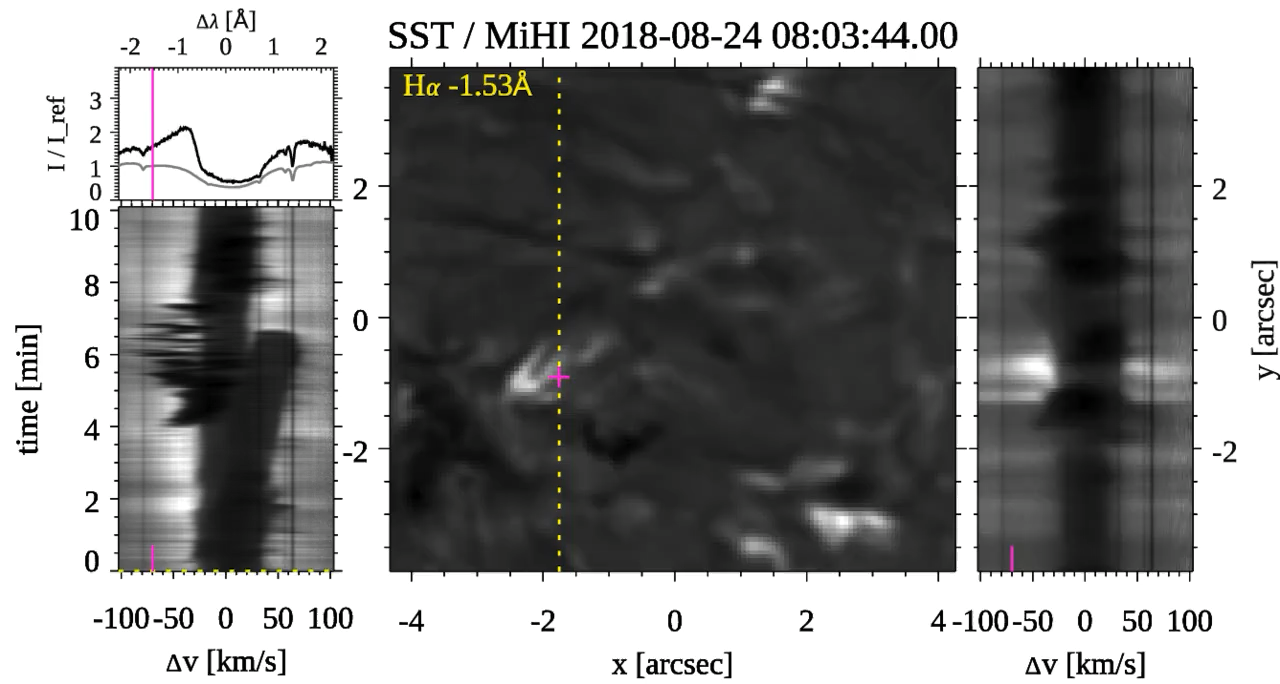 Δλ [Å]
-2 -1 0 1 2
I / I_ref
3
2
1
0
SST / MiHI 2018-08-24 08:03:44.00
Hα -1.53Å
time [min]
10
8
6
4
2
0
-100 -50 0 50 100
Δv [km/s]
2
0
-2
-4 -2 0 2 4
x [arcsec]
2
0
-2
y [arcsec]
-100 -50 0 50 100
Δv [km/s]